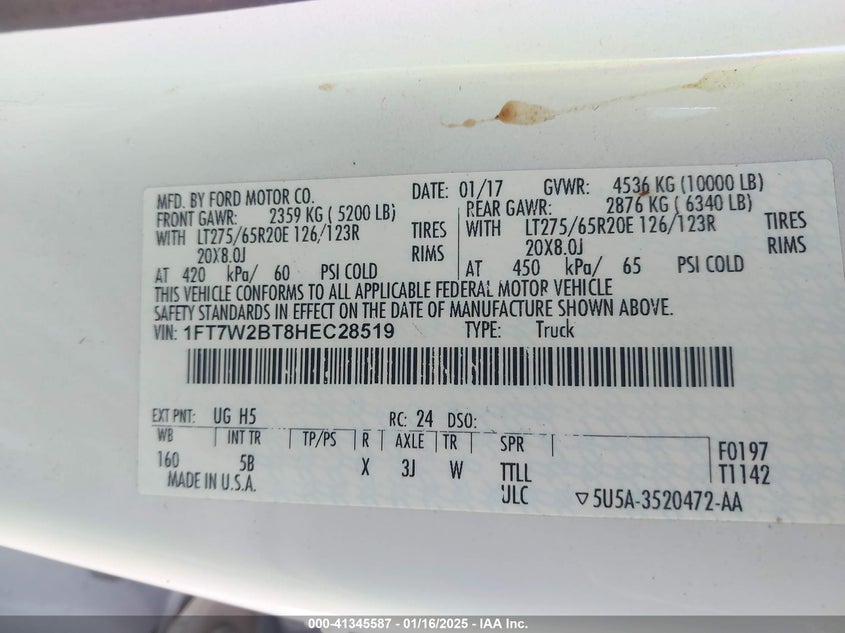 MFD. BY FORD MOTOR CO. DATE: 01/17 GVWR: 4536 KG (10000 LB)
FRONT GAWR: 2359 KG ( 5200 LB) REAR GAWR: 2876 KG ( 6340 LB)
WITH LT275/65R20E 126/123R TIRES WITH LT275/65R20E 126/123R TIRES
20X8.0J RIMS 20X8.0J RIMS
AT 420 kPa/ 60 PSI COLD AT 450 kPa/ 65 PSI COLD
THIS VEHICLE CONFORMS TO ALL APPLICABLE FEDERAL MOTOR VEHICLE
SAFETY STANDARDS IN EFFECT ON THE DATE OF MANUFACTURE SHOWN ABOVE.
VIN: 1FT7W2BT8HEC28519 TYPE: Truck
EXT PNT: UG H5 RC: 24 DSO:
WB INT TR TP/PS R AXLE TR SPR F0197
160 5B X 3J W TTLL T1142
MADE IN U.S.A. ULC ▽5U5A-3520472-AA
000-41345587 - 01/16/2025 - IAA Inc.